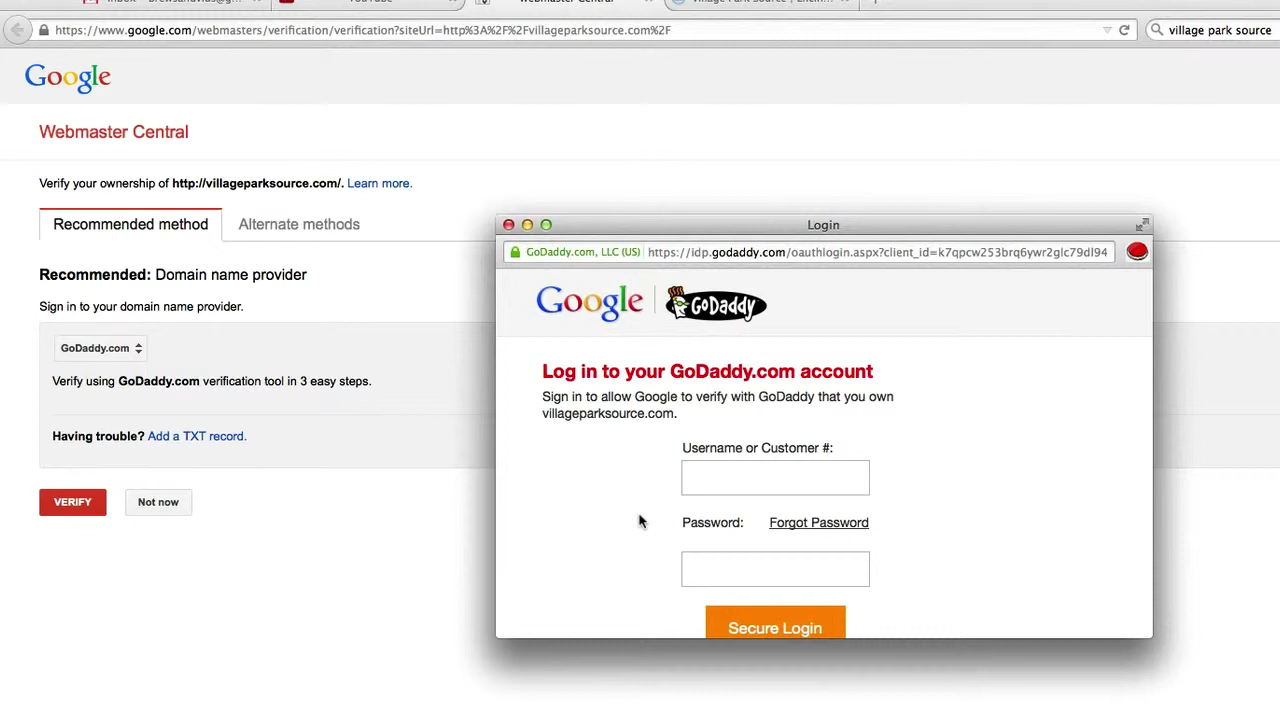 YouTube
Webmaster Central
https://www.google.com/webmasters/verification/verification?siteUrl=http%3A%2F%2Fvillageparksource.com%2F
village park source
Google
Webmaster Central
Verify your ownership of http://villageparksource.com/. Learn more.
Recommended method
Alternate methods
Recommended: Domain name provider
Sign in to your domain name provider.
GoDaddy.com
Verify using GoDaddy.com verification tool in 3 easy steps.
Having trouble? Add a TXT record.
VERIFY
Not now
Login
GoDaddy.com, LLC (US)
https://idp.godaddy.com/oauthlogin.aspx?client_id=k7qpcw253brq6ywr2glc79dl94
Google
GoDaddy
Log in to your GoDaddy.com account
Sign in to allow Google to verify with GoDaddy that you own
villageparksource.com.
Username or Customer #:
Password:
Forgot Password
Secure Login